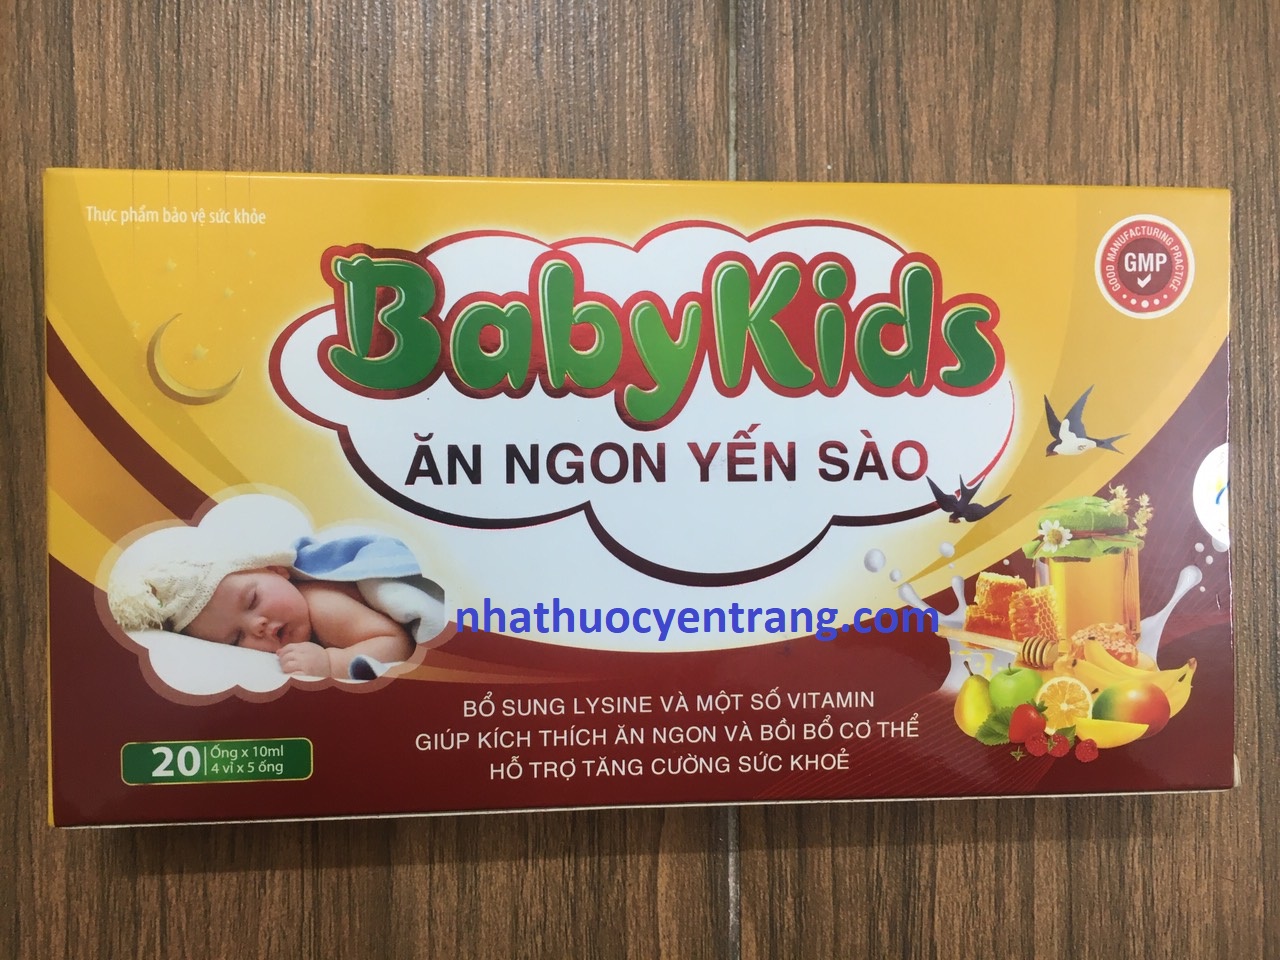 Thực phẩm bảo vệ sức khỏe
GOOD MANUFACTURING PRACTICE
GMP
BabyKids
ĂN NGON YẾN SÀO
nhathuocyentrang.com
BỔ SUNG LYSINE VÀ MỘT SỐ VITAMIN
GIÚP KÍCH THÍCH ĂN NGON VÀ BỒI BỔ CƠ THỂ
HỖ TRỢ TĂNG CƯỜNG SỨC KHOẺ
20
Ống x 10ml
4 vỉ x 5 ống